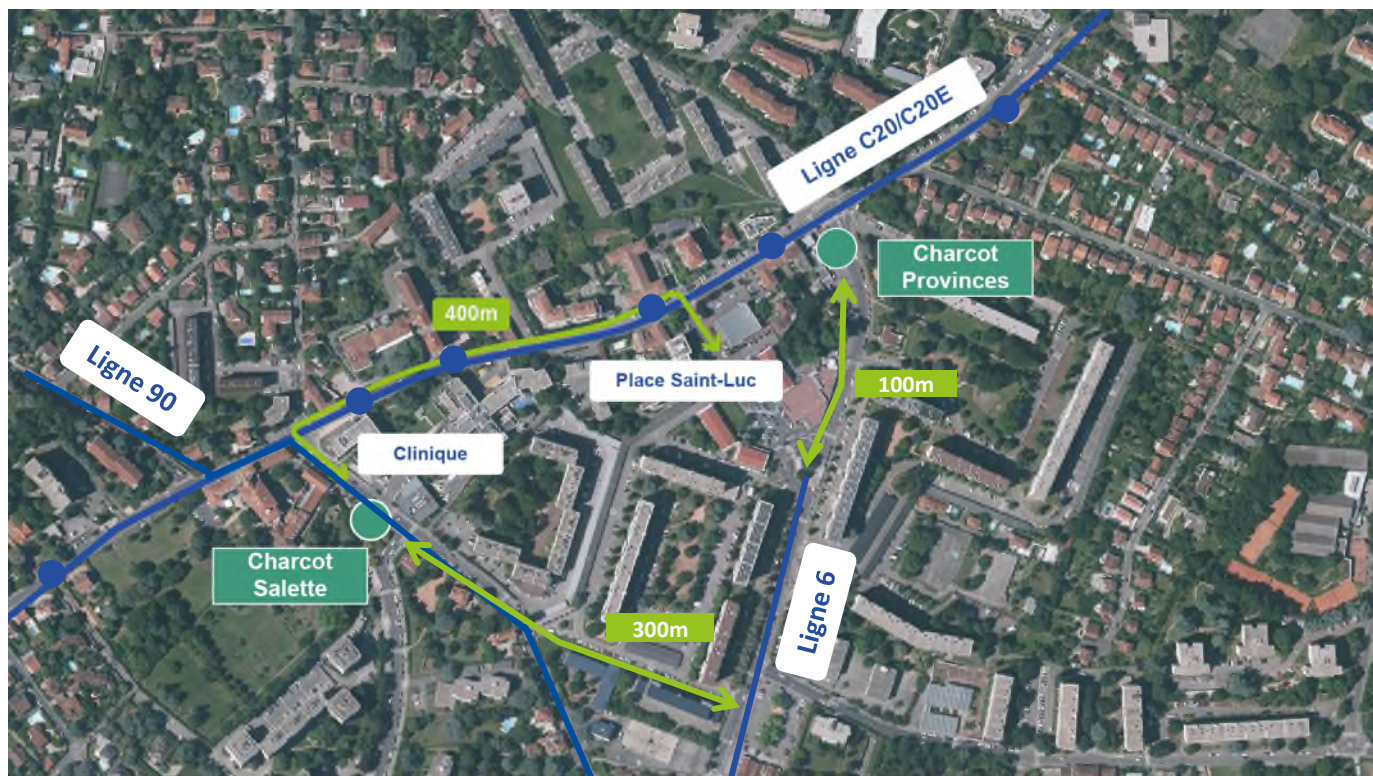 Ligne C20/C20E
Charcot
Provinces
400m
Ligne 90
Place Saint-Luc
100m
Clinique
Charcot
Salette
Ligne 6
300m